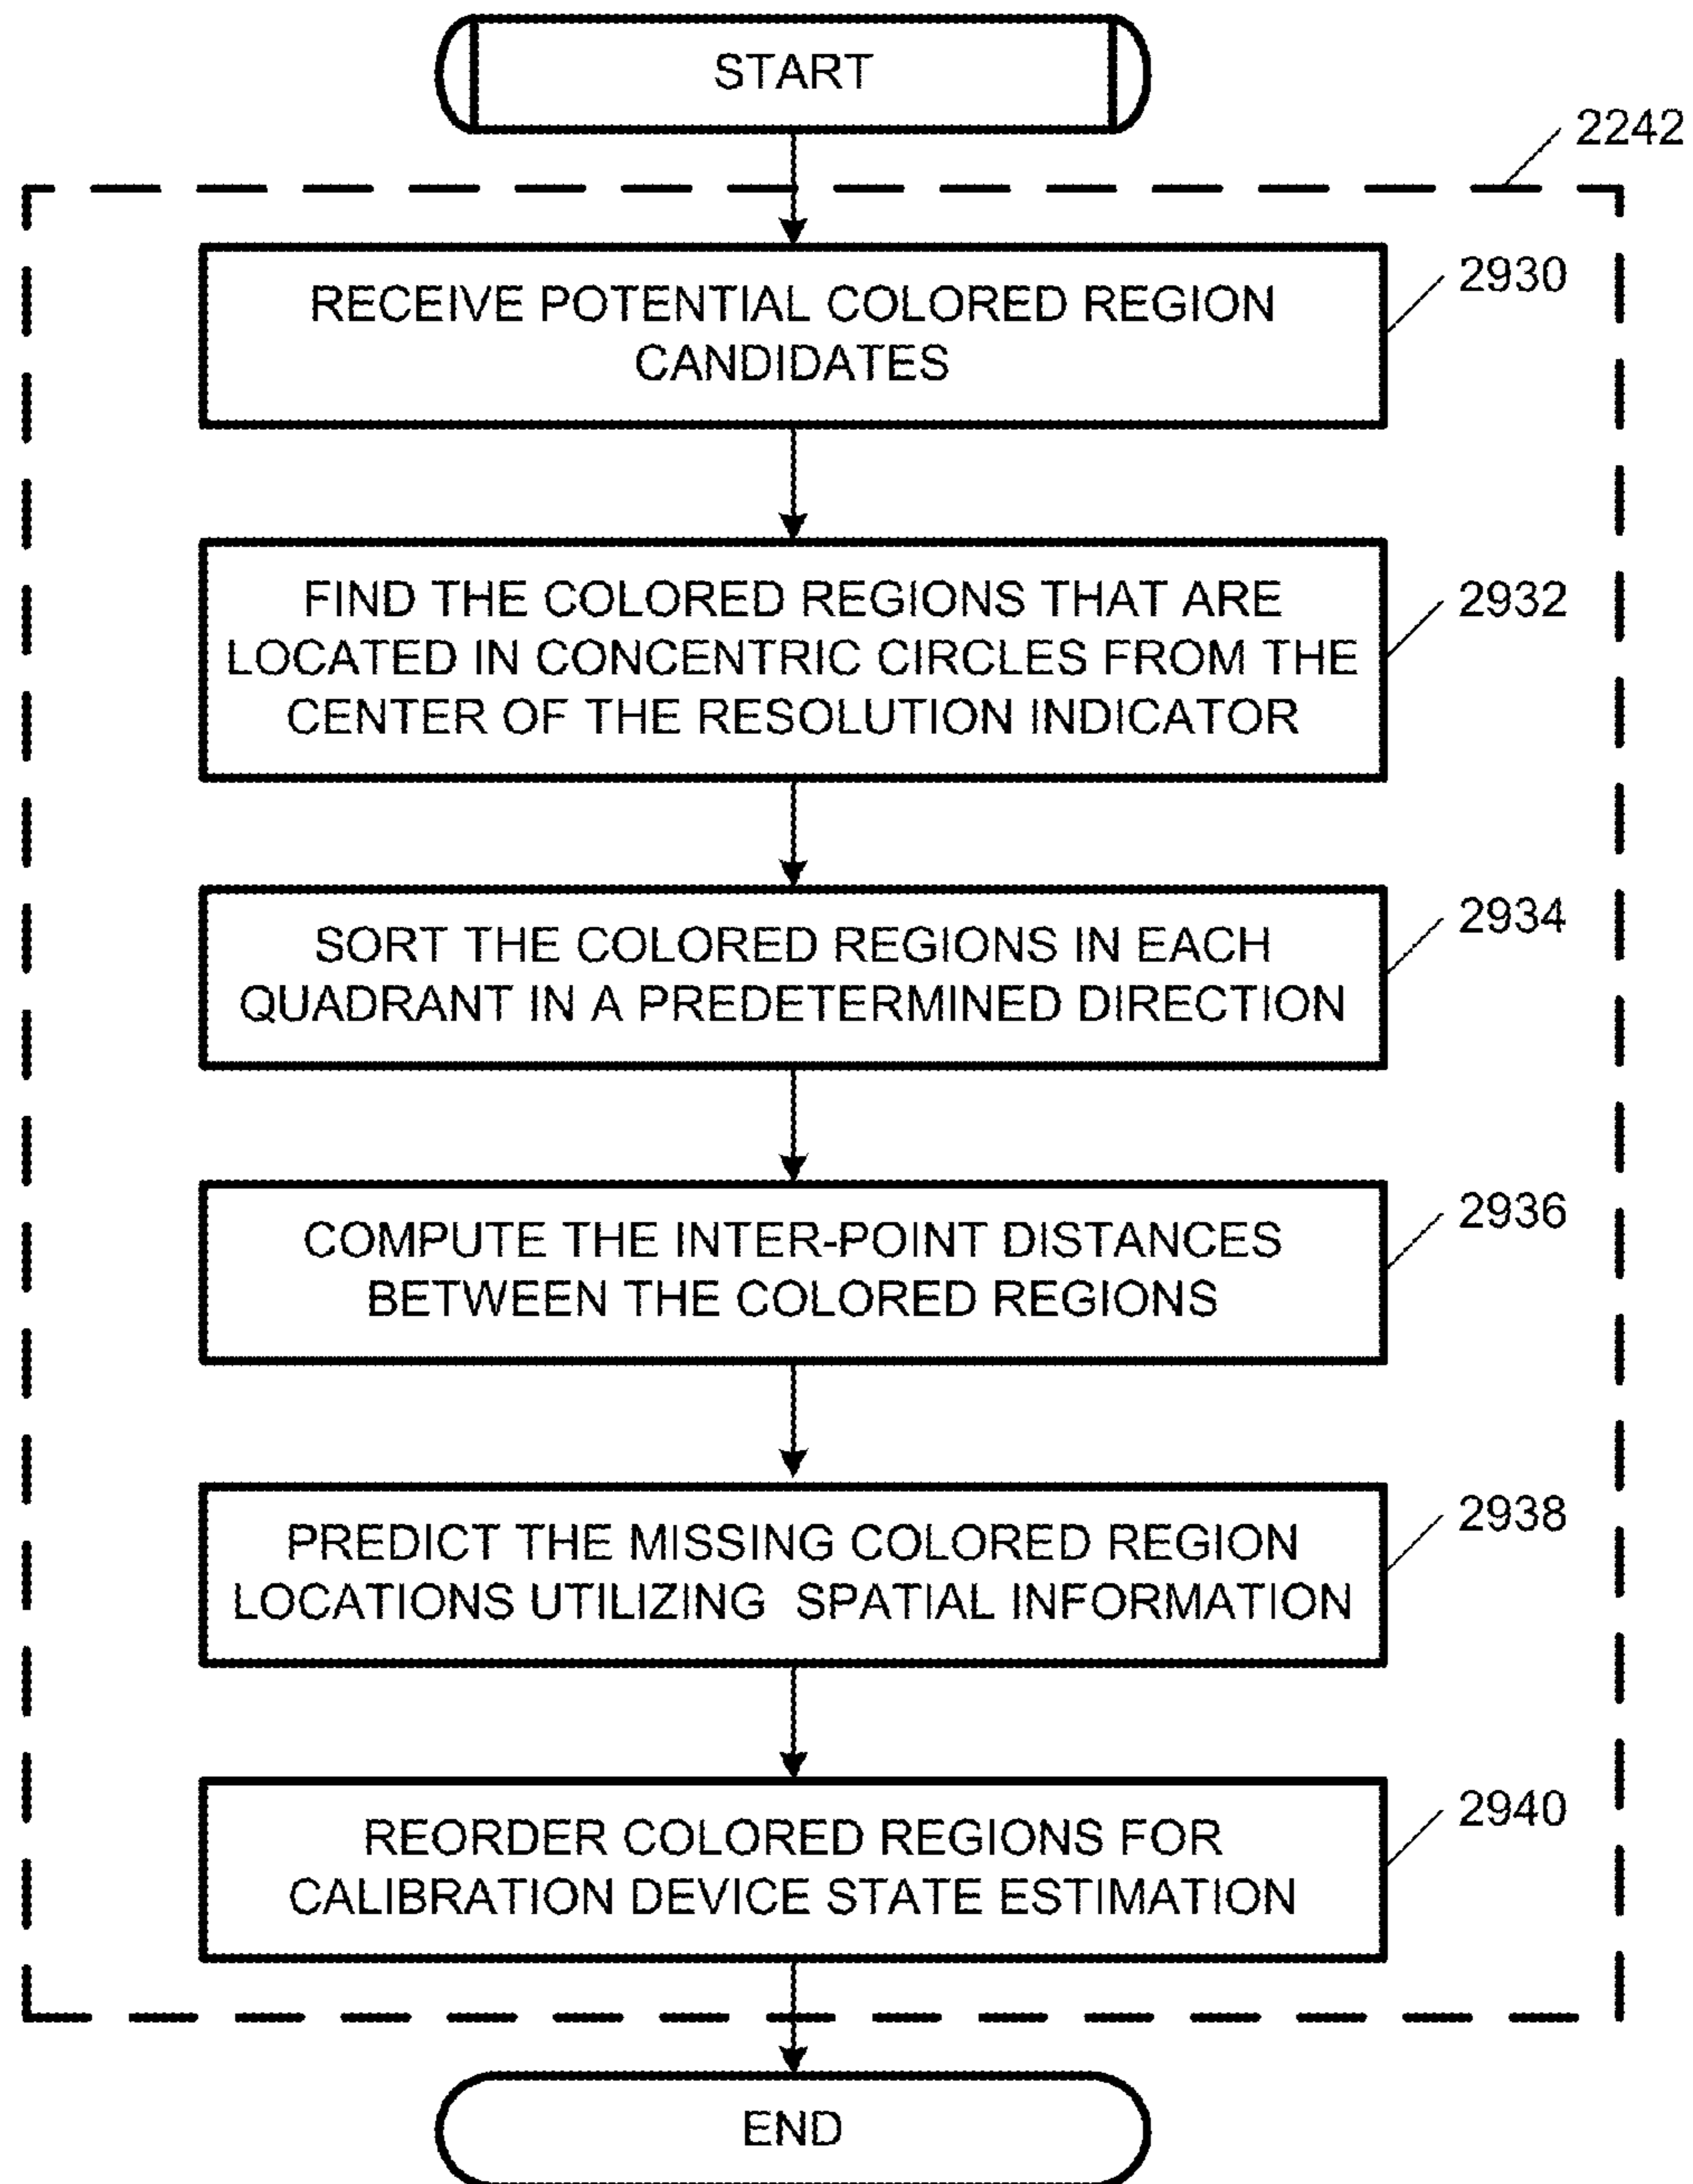 START
2242
RECEIVE POTENTIAL COLORED REGION
CANDIDATES
2930
FIND THE COLORED REGIONS THAT ARE
LOCATED IN CONCENTRIC CIRCLES FROM THE
CENTER OF THE RESOLUTION INDICATOR
2932
SORT THE COLORED REGIONS IN EACH
QUADRANT IN A PREDETERMINED DIRECTION
2934
COMPUTE THE INTER-POINT DISTANCES
BETWEEN THE COLORED REGIONS
2936
PREDICT THE MISSING COLORED REGION
LOCATIONS UTILIZING SPATIAL INFORMATION
2938
REORDER COLORED REGIONS FOR
CALIBRATION DEVICE STATE ESTIMATION
2940
END